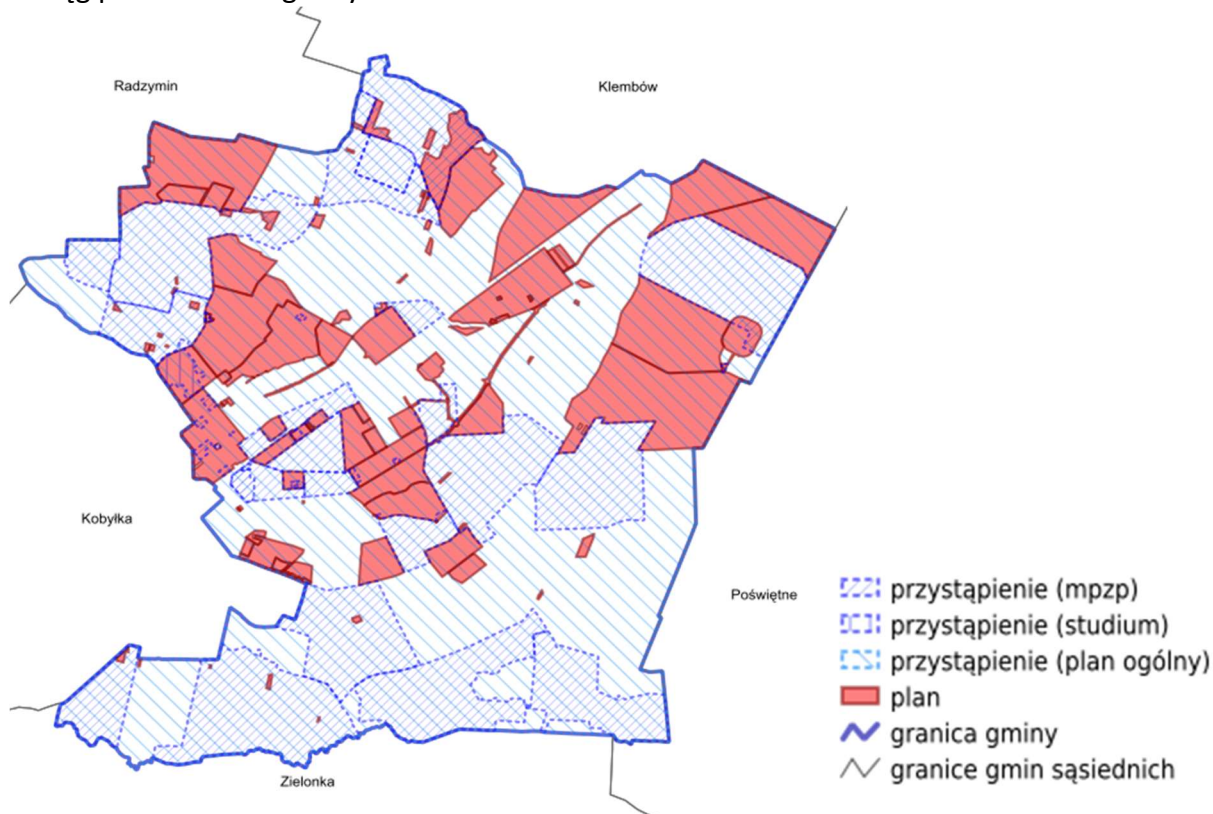 Radzymin
Klembów
Kobyłka
Poświętne
Zielonka
przystąpienie (mpzp)
przystąpienie (studium)
przystąpienie (plan ogólny)
plan
granica gminy
granice gmin sąsiednich